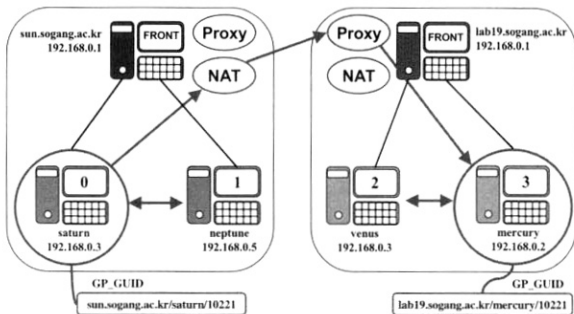 sun.sogang.ac.kr
192.168.0.1
FRONT
Proxy
NAT
Proxy
NAT
FRONT
lab19.sogang.ac.kr
192.168.0.1
0
saturn
192.168.0.3
1
neptune
192.168.0.5
2
venus
192.168.0.3
3
mercury
192.168.0.2
GP_GUID
sun.sogang.ac.kr/saturn/10221
GP_GUID
lab19.sogang.ac.kr/mercury/10221